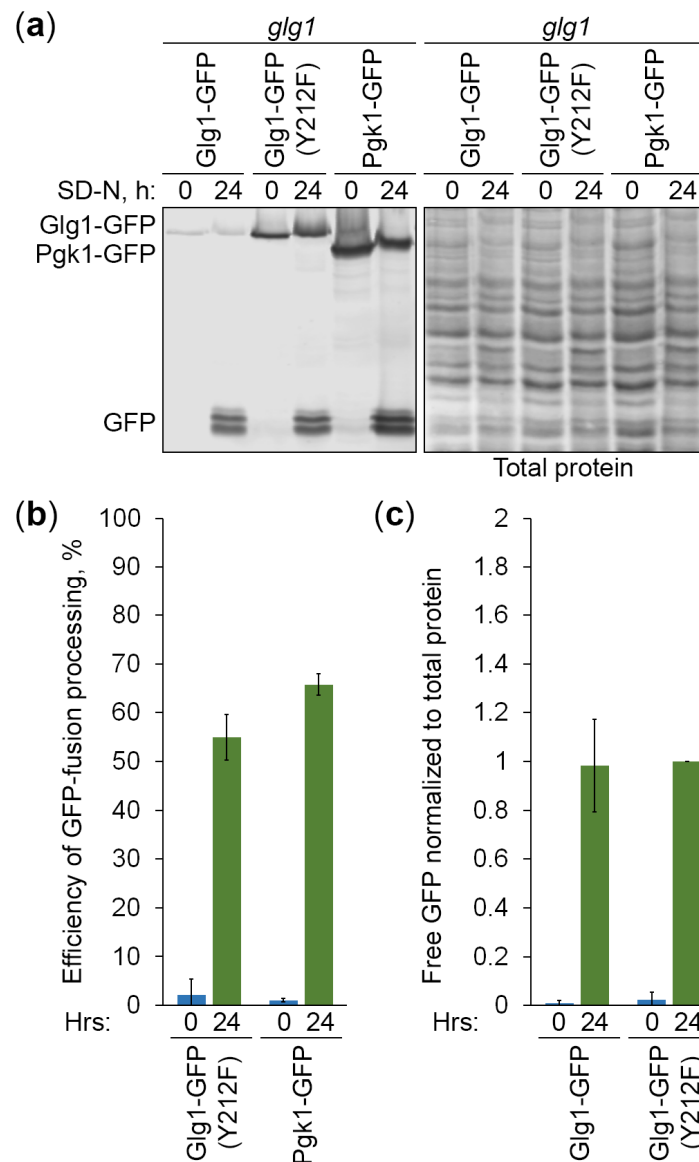 (a)
glg1
glg1
Glg1-GFP
Glg1-GFP
(Y212F)
Pgk1-GFP
Glg1-GFP
Glg1-GFP
(Y212F)
Pgk1-GFP
SD-N, h: 0 24 0 24 0 24 0 24 0 24 0 24
Glg1-GFP
Pgk1-GFP
GFP
Total protein
(b)
Efficiency of GFP-fusion processing, %
100
90
80
70
60
50
40
30
20
10
0
Hrs: 0 24 0 24
Glg1-GFP
(Y212F)
Pgk1-GFP
(c)
Free GFP normalized to total protein
2
1.8
1.6
1.4
1.2
1
0.8
0.6
0.4
0.2
0
Hrs: 0 24 0 24
Glg1-GFP
Glg1-GFP
(Y212F)